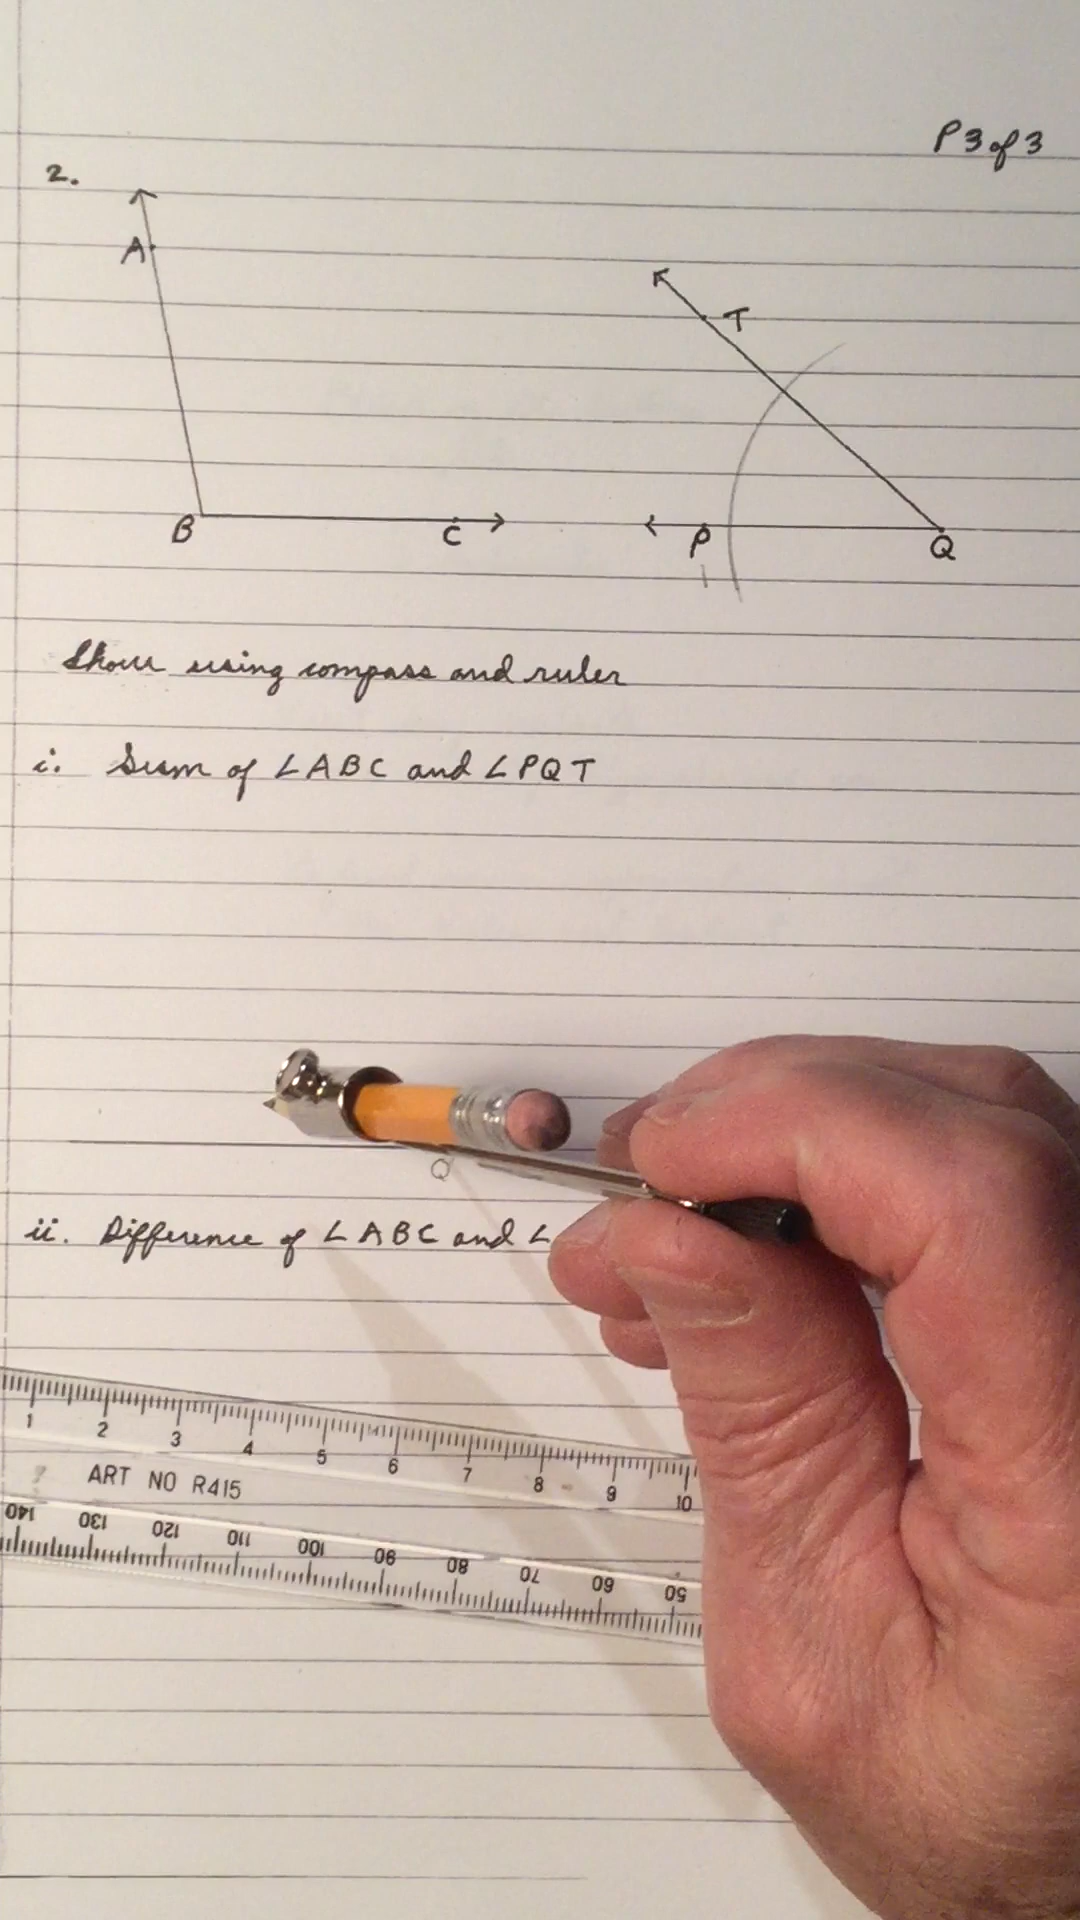 P 3 of 3
2.
A
T
B
C
P
Q
Show using compass and ruler
i. Sum of ∠ABC and ∠PQT
Q
ii. Difference of ∠ABC and ∠
1 2 3 4 5 6 7 8 9 10
ART NO R415
140 130 120 110 100 90 80 70 60 50